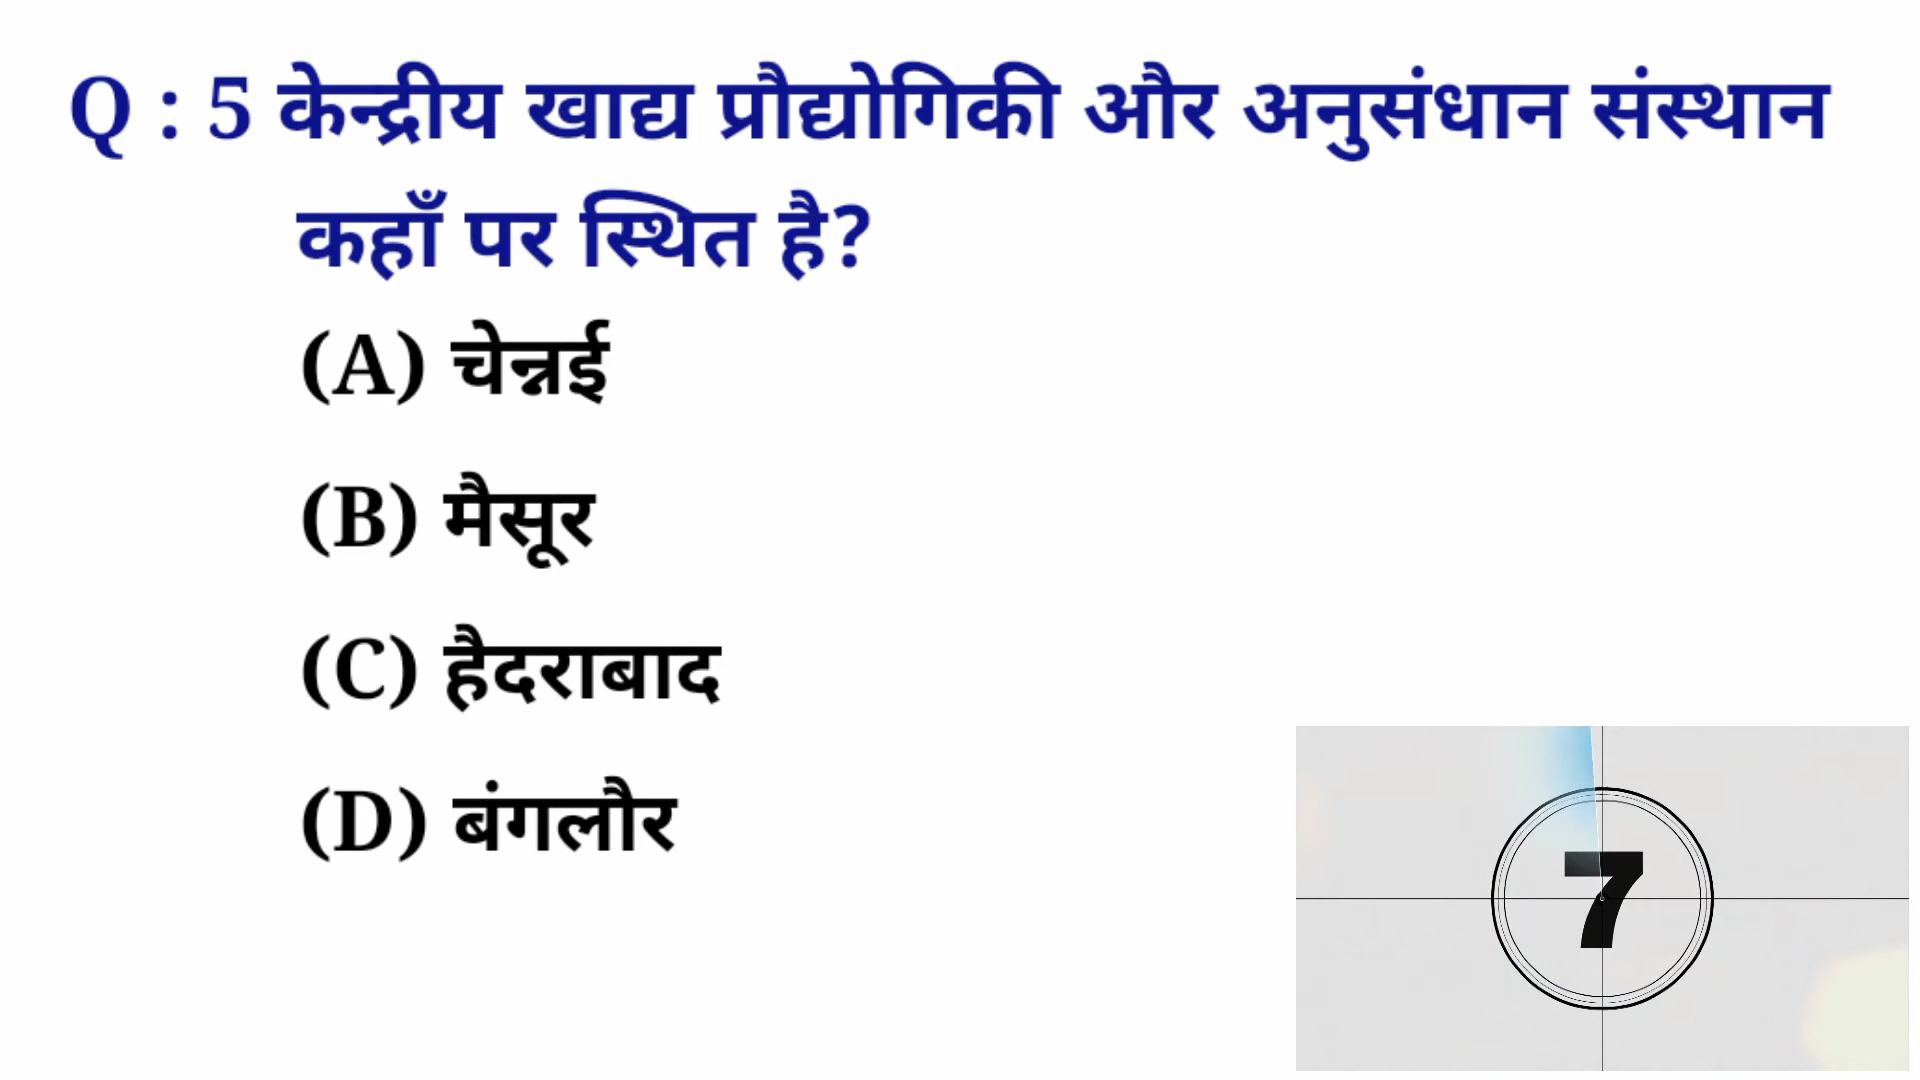 Q : 5 केन्द्रीय खाद्य प्रौद्योगिकी और अनुसंधान संस्थान
कहाँ पर स्थित है?
(A) चेन्नई
(B) मैसूर
(C) हैदराबाद
(D) बंगलौर
7